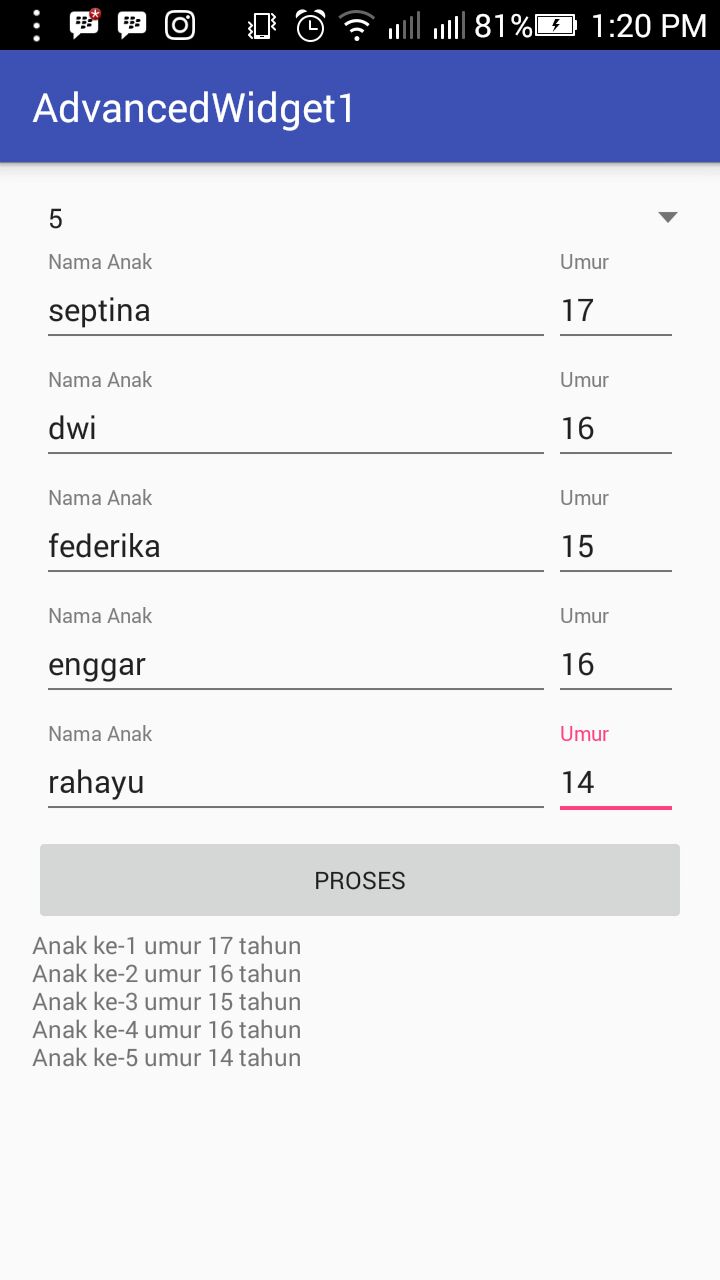 81% 1:20 PM
AdvancedWidget1
5
Nama Anak Umur
septina 17
Nama Anak Umur
dwi 16
Nama Anak Umur
federika 15
Nama Anak Umur
enggar 16
Nama Anak Umur
rahayu 14
PROSES
Anak ke-1 umur 17 tahun
Anak ke-2 umur 16 tahun
Anak ke-3 umur 15 tahun
Anak ke-4 umur 16 tahun
Anak ke-5 umur 14 tahun